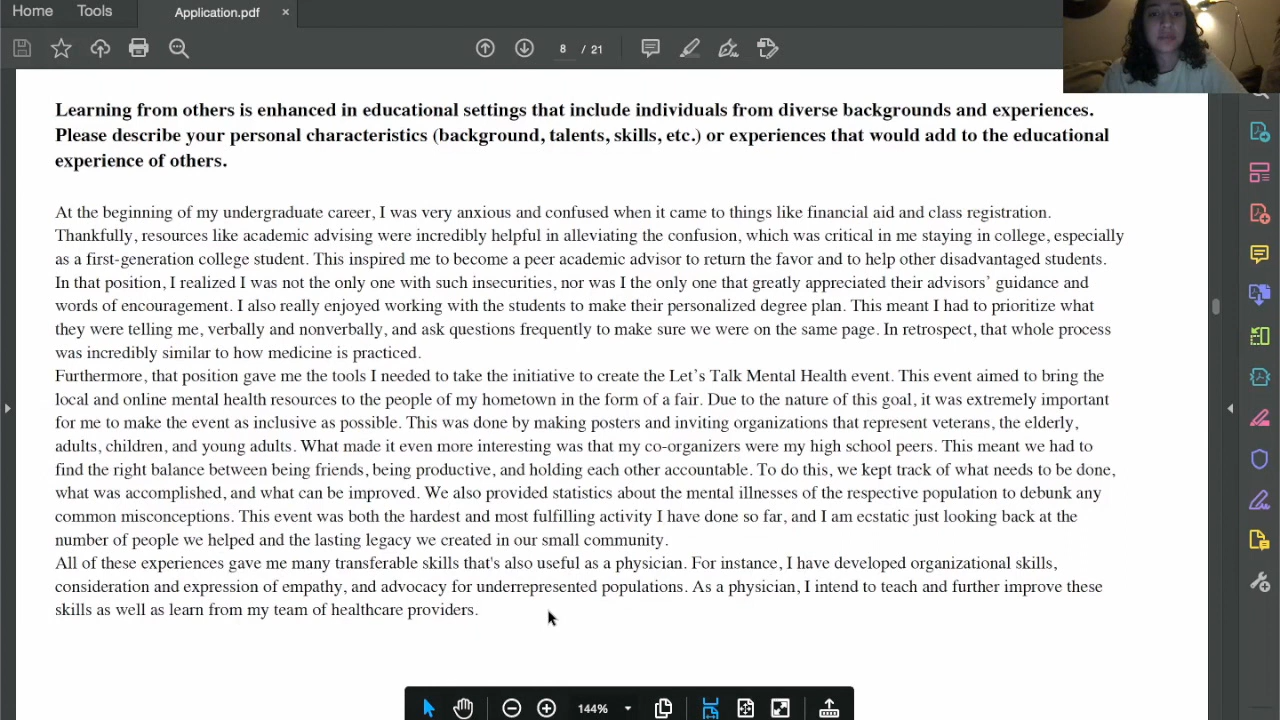 Home
Tools
Application.pdf
×
8 / 21
Learning from others is enhanced in educational settings that include individuals from diverse backgrounds and experiences.
Please describe your personal characteristics (background, talents, skills, etc.) or experiences that would add to the educational
experience of others.
At the beginning of my undergraduate career, I was very anxious and confused when it came to things like financial aid and class registration.
Thankfully, resources like academic advising were incredibly helpful in alleviating the confusion, which was critical in me staying in college, especially
as a first-generation college student. This inspired me to become a peer academic advisor to return the favor and to help other disadvantaged students.
In that position, I realized I was not the only one with such insecurities, nor was I the only one that greatly appreciated their advisors’ guidance and
words of encouragement. I also really enjoyed working with the students to make their personalized degree plan. This meant I had to prioritize what
they were telling me, verbally and nonverbally, and ask questions frequently to make sure we were on the same page. In retrospect, that whole process
was incredibly similar to how medicine is practiced.
Furthermore, that position gave me the tools I needed to take the initiative to create the Let’s Talk Mental Health event. This event aimed to bring the
local and online mental health resources to the people of my hometown in the form of a fair. Due to the nature of this goal, it was extremely important
for me to make the event as inclusive as possible. This was done by making posters and inviting organizations that represent veterans, the elderly,
adults, children, and young adults. What made it even more interesting was that my co-organizers were my high school peers. This meant we had to
find the right balance between being friends, being productive, and holding each other accountable. To do this, we kept track of what needs to be done,
what was accomplished, and what can be improved. We also provided statistics about the mental illnesses of the respective population to debunk any
common misconceptions. This event was both the hardest and most fulfilling activity I have done so far, and I am ecstatic just looking back at the
number of people we helped and the lasting legacy we created in our small community.
All of these experiences gave me many transferable skills that's also useful as a physician. For instance, I have developed organizational skills,
consideration and expression of empathy, and advocacy for underrepresented populations. As a physician, I intend to teach and further improve these
skills as well as learn from my team of healthcare providers.
144%